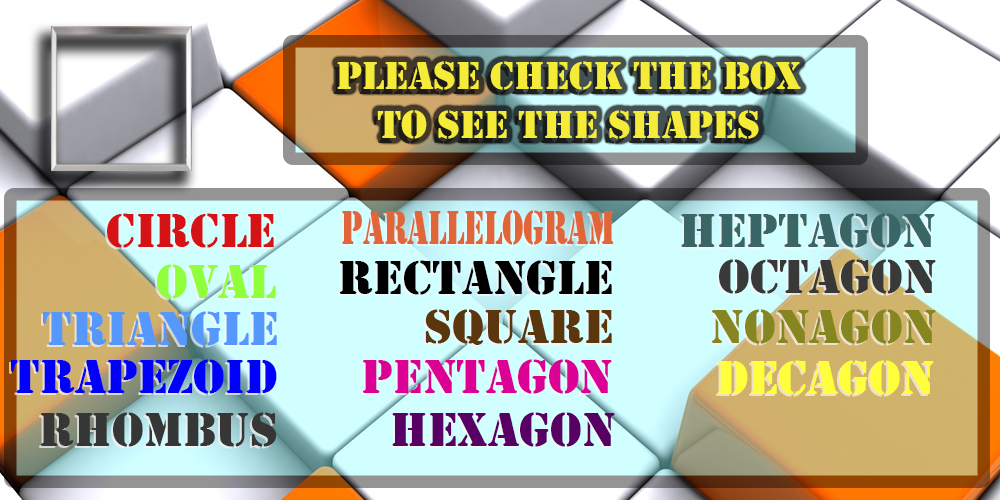 PLEASE CHECK THE BOX
TO SEE THE SHAPES
CIRCLE
OVAL
TRIANGLE
TRAPEZOID
RHOMBUS
PARALLELOGRAM
RECTANGLE
SQUARE
PENTAGON
HEXAGON
HEPTAGON
OCTAGON
NONAGON
DECAGON